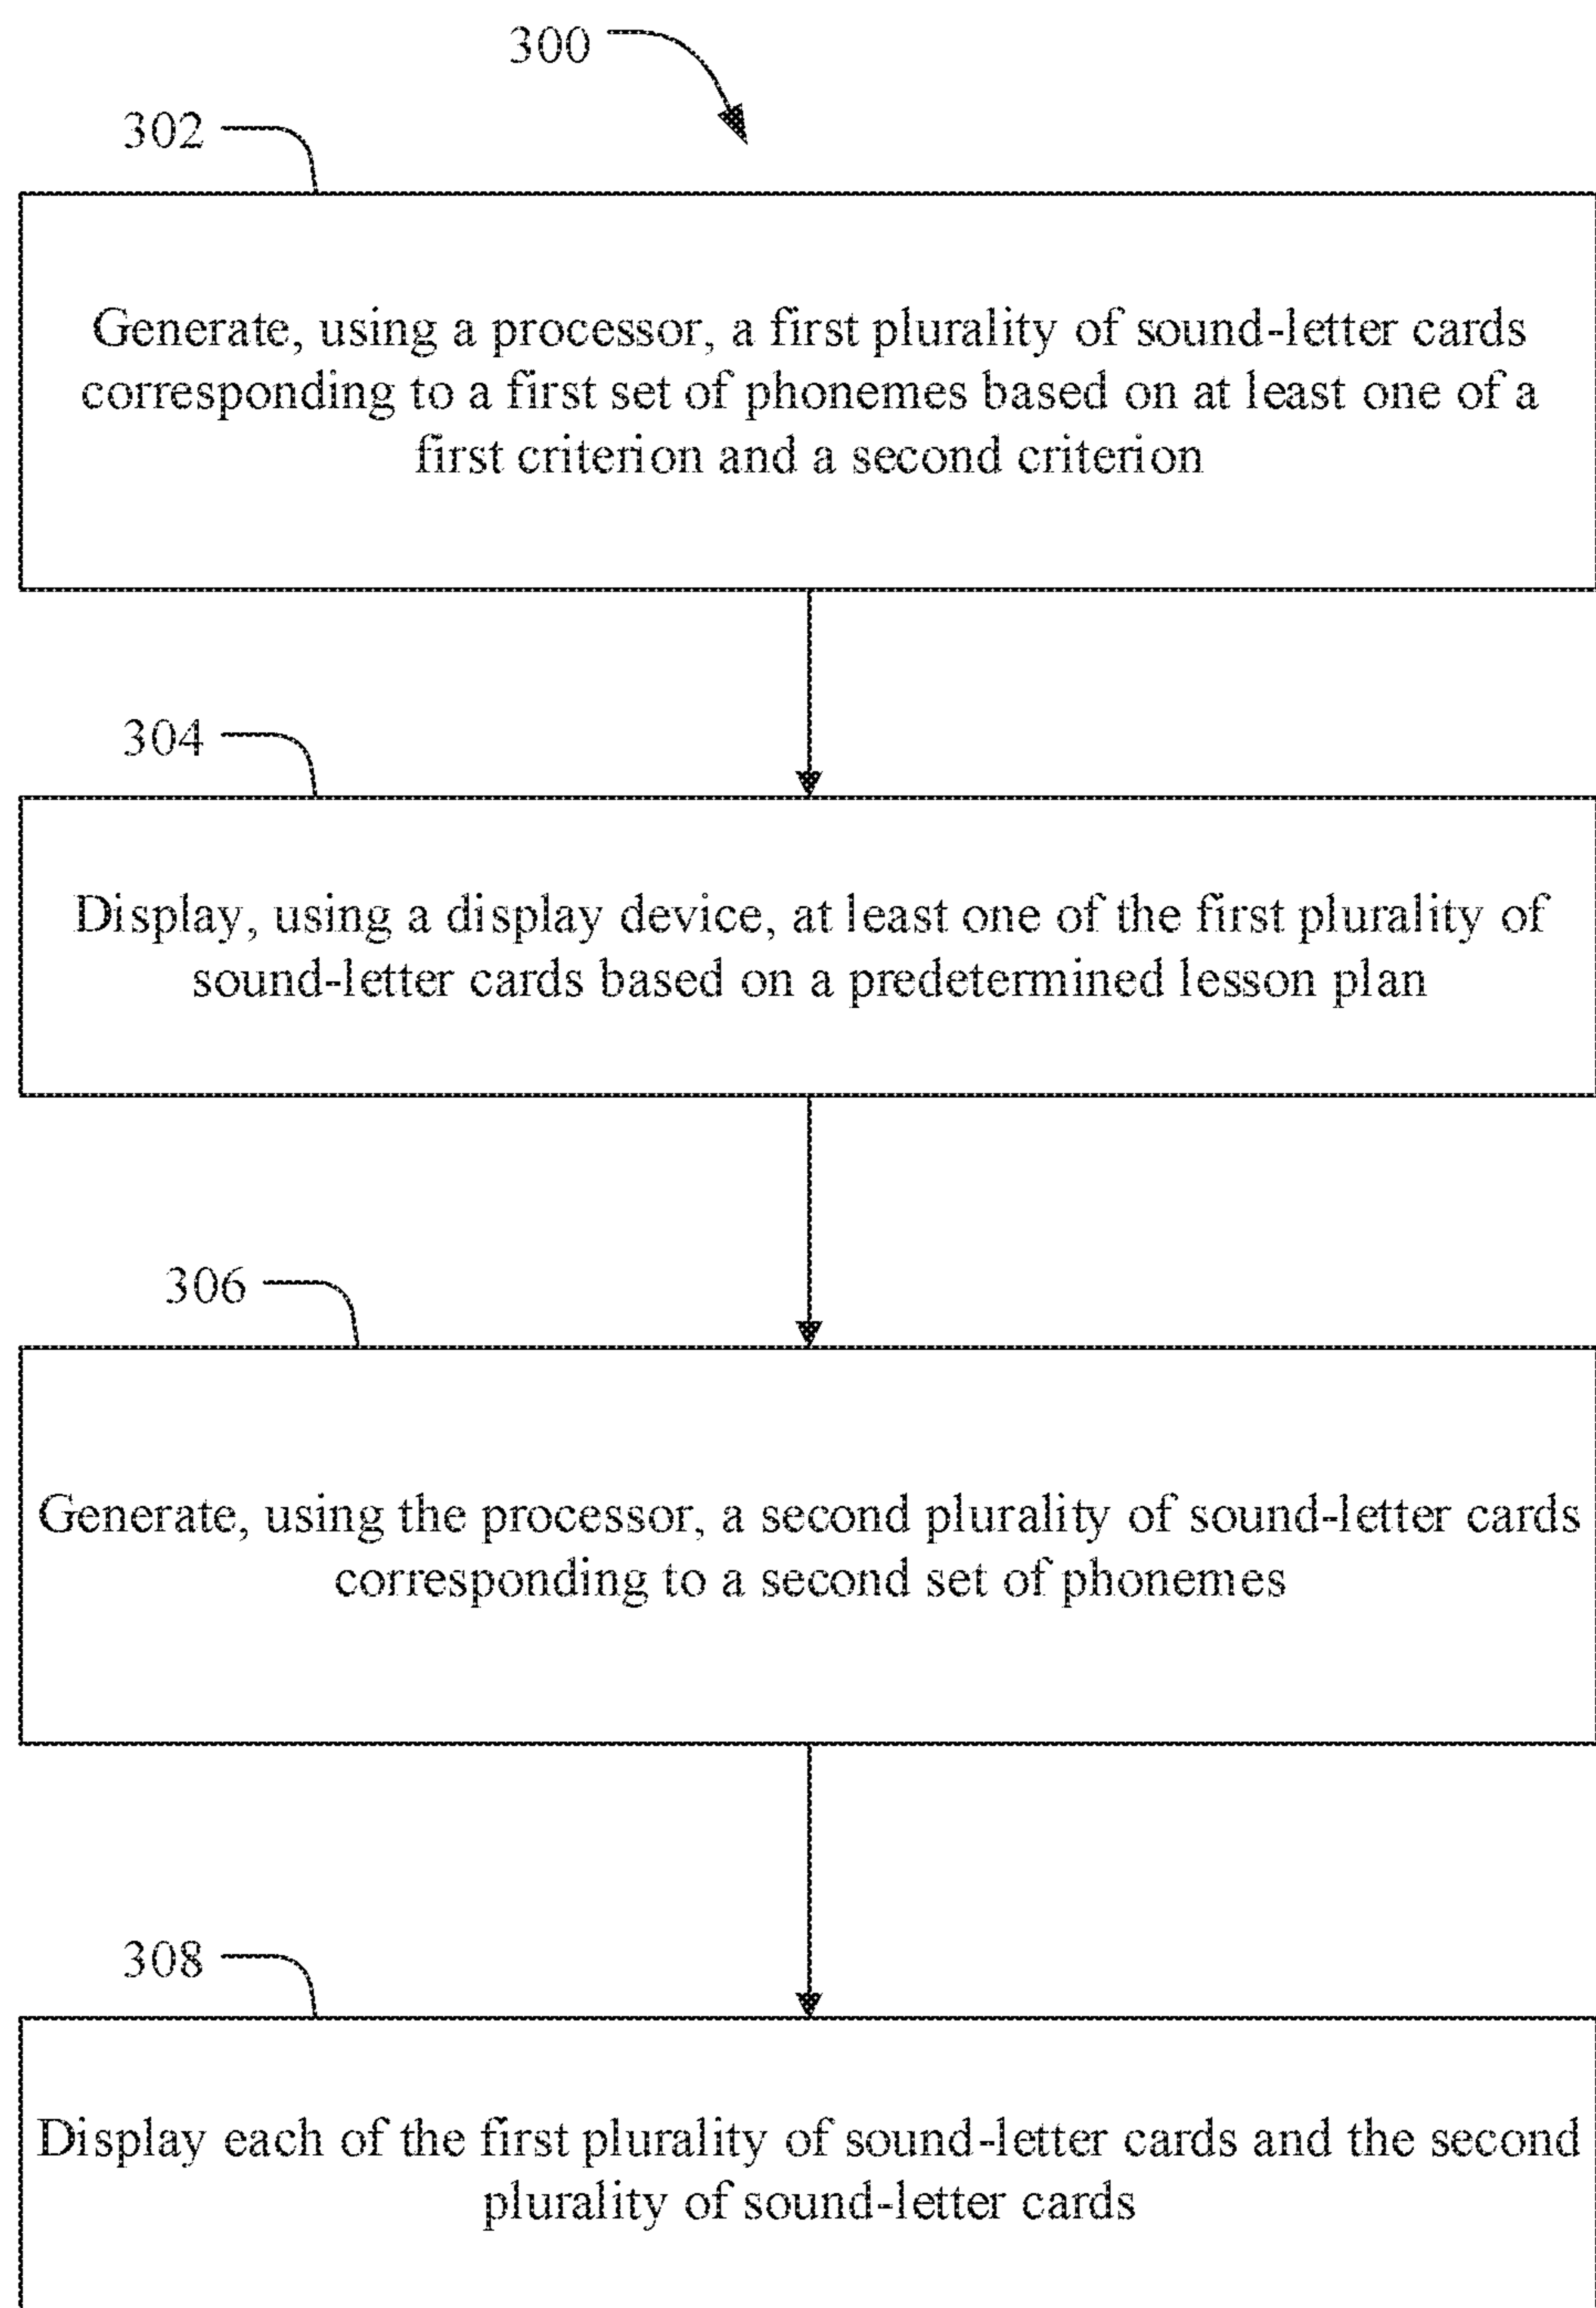 300
302
Generate, using a processor, a first plurality of sound-letter cards
corresponding to a first set of phonemes based on at least one of a
first criterion and a second criterion
304
Display, using a display device, at least one of the first plurality of
sound-letter cards based on a predetermined lesson plan
306
Generate, using the processor, a second plurality of sound-letter cards
corresponding to a second set of phonemes
308
Display each of the first plurality of sound-letter cards and the second
plurality of sound-letter cards